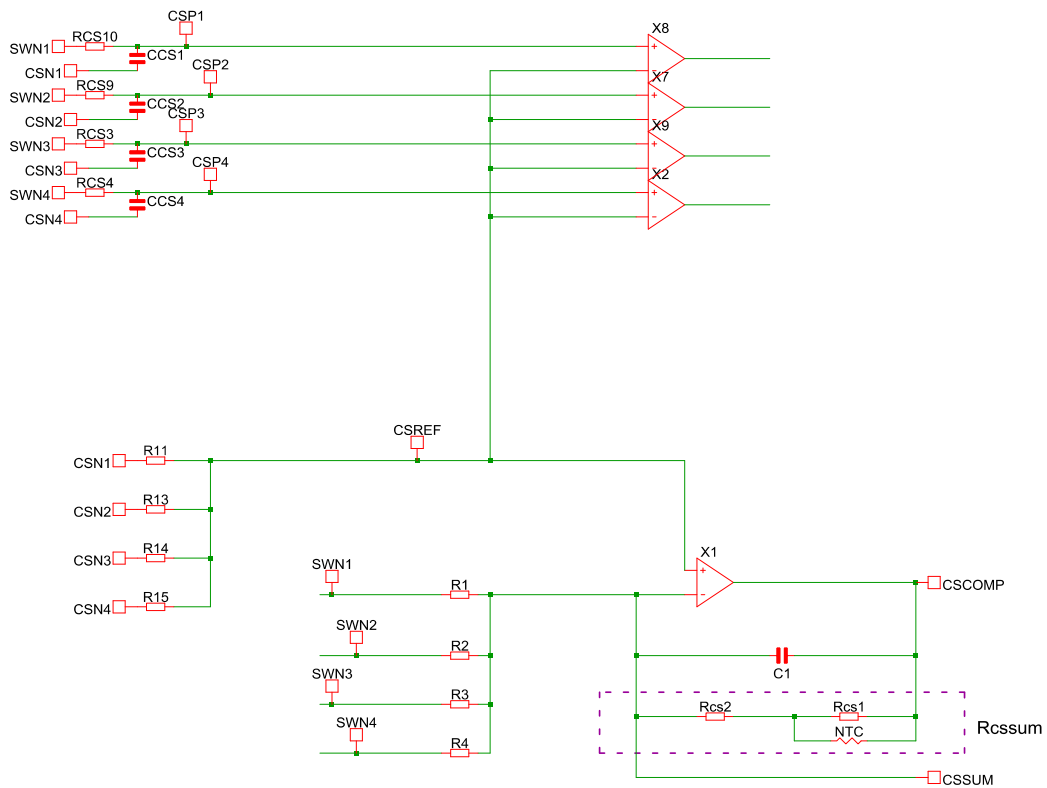 CSP1
X8
SWN1 RCS10
CCS1
CSN1
CSP2
X7
SWN2 RCS9
CCS2
CSN2
CSP3
X9
SWN3 RCS3
CCS3
CSN3
CSP4
X2
SWN4 RCS4
CCS4
CSN4
CSREF
CSN1 R11
CSN2 R13
CSN3 R14
CSN4 R15
X1
CSCOMP
SWN1
R1
SWN2
R2
SWN3
R3
SWN4
R4
C1
Rcs2
Rcs1
NTC
Rcssum
CSSUM